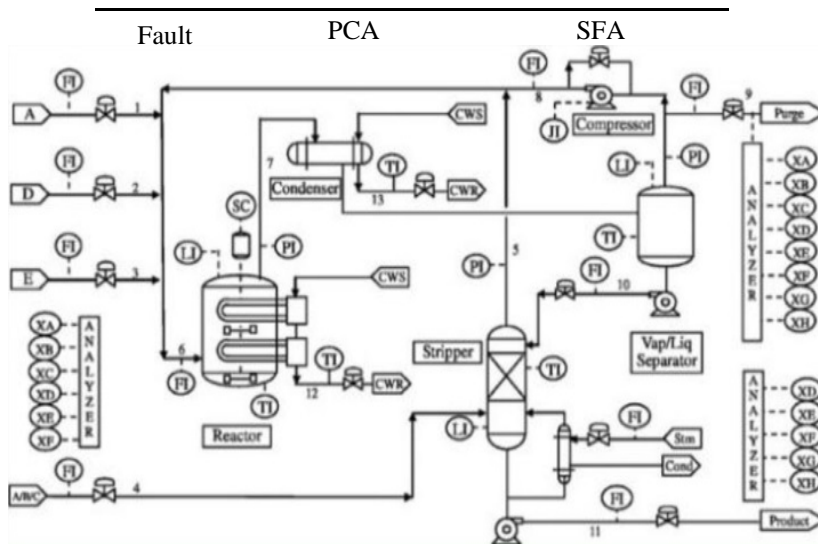 Fault PCA SFA
FI
8
FI
9
FI
FI
A
1
CWS
JI
Compressor
Purge
7
LI
PI
Condenser
TI
13
CWR
A
N
A
L
Y
Z
E
R
XA
XB
XC
XD
XE
XF
XG
XH
FI
D
2
SC
LI
PI
5
TI
FI
E
3
PI
FI
10
CWS
Vap/Liq
Separator
XA
XB
XC
XD
XE
XF
A
N
A
L
Y
Z
E
R
6
FI
TI
12
CWR
TI
Reactor
Stripper
TI
LI
FI
Stm
Cond
A
N
A
L
Y
Z
E
R
XD
XE
XF
XG
XH
FI
A/B/C
4
FI
11
Product